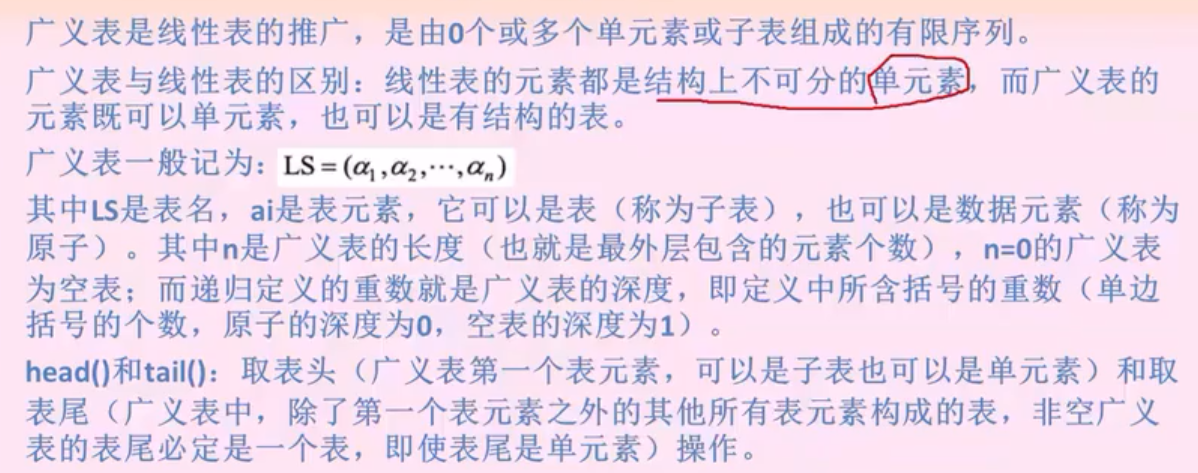 广义表是线性表的推广，是由0个或多个单元素或子表组成的有限序列。
广义表与线性表的区别：线性表的元素都是结构上不可分的单元素，而广义表的
元素既可以单元素，也可以是有结构的表。
广义表一般记为：LS=(α₁,α₂,⋯,αₙ)
其中LS是表名，ai是表元素，它可以是表（称为子表），也可以是数据元素（称为
原子）。其中n是广义表的长度（也就是最外层包含的元素个数），n=0的广义表
为空表；而递归定义的重数就是广义表的深度，即定义中所含括号的重数（单边
括号的个数，原子的深度为0，空表的深度为1）。
head()和tail()：取表头（广义表第一个表元素，可以是子表也可以是单元素）和取
表尾（广义表中，除了第一个表元素之外的其他所有表元素构成的表，非空广义
表的表尾必定是一个表，即使表尾是单元素）操作。